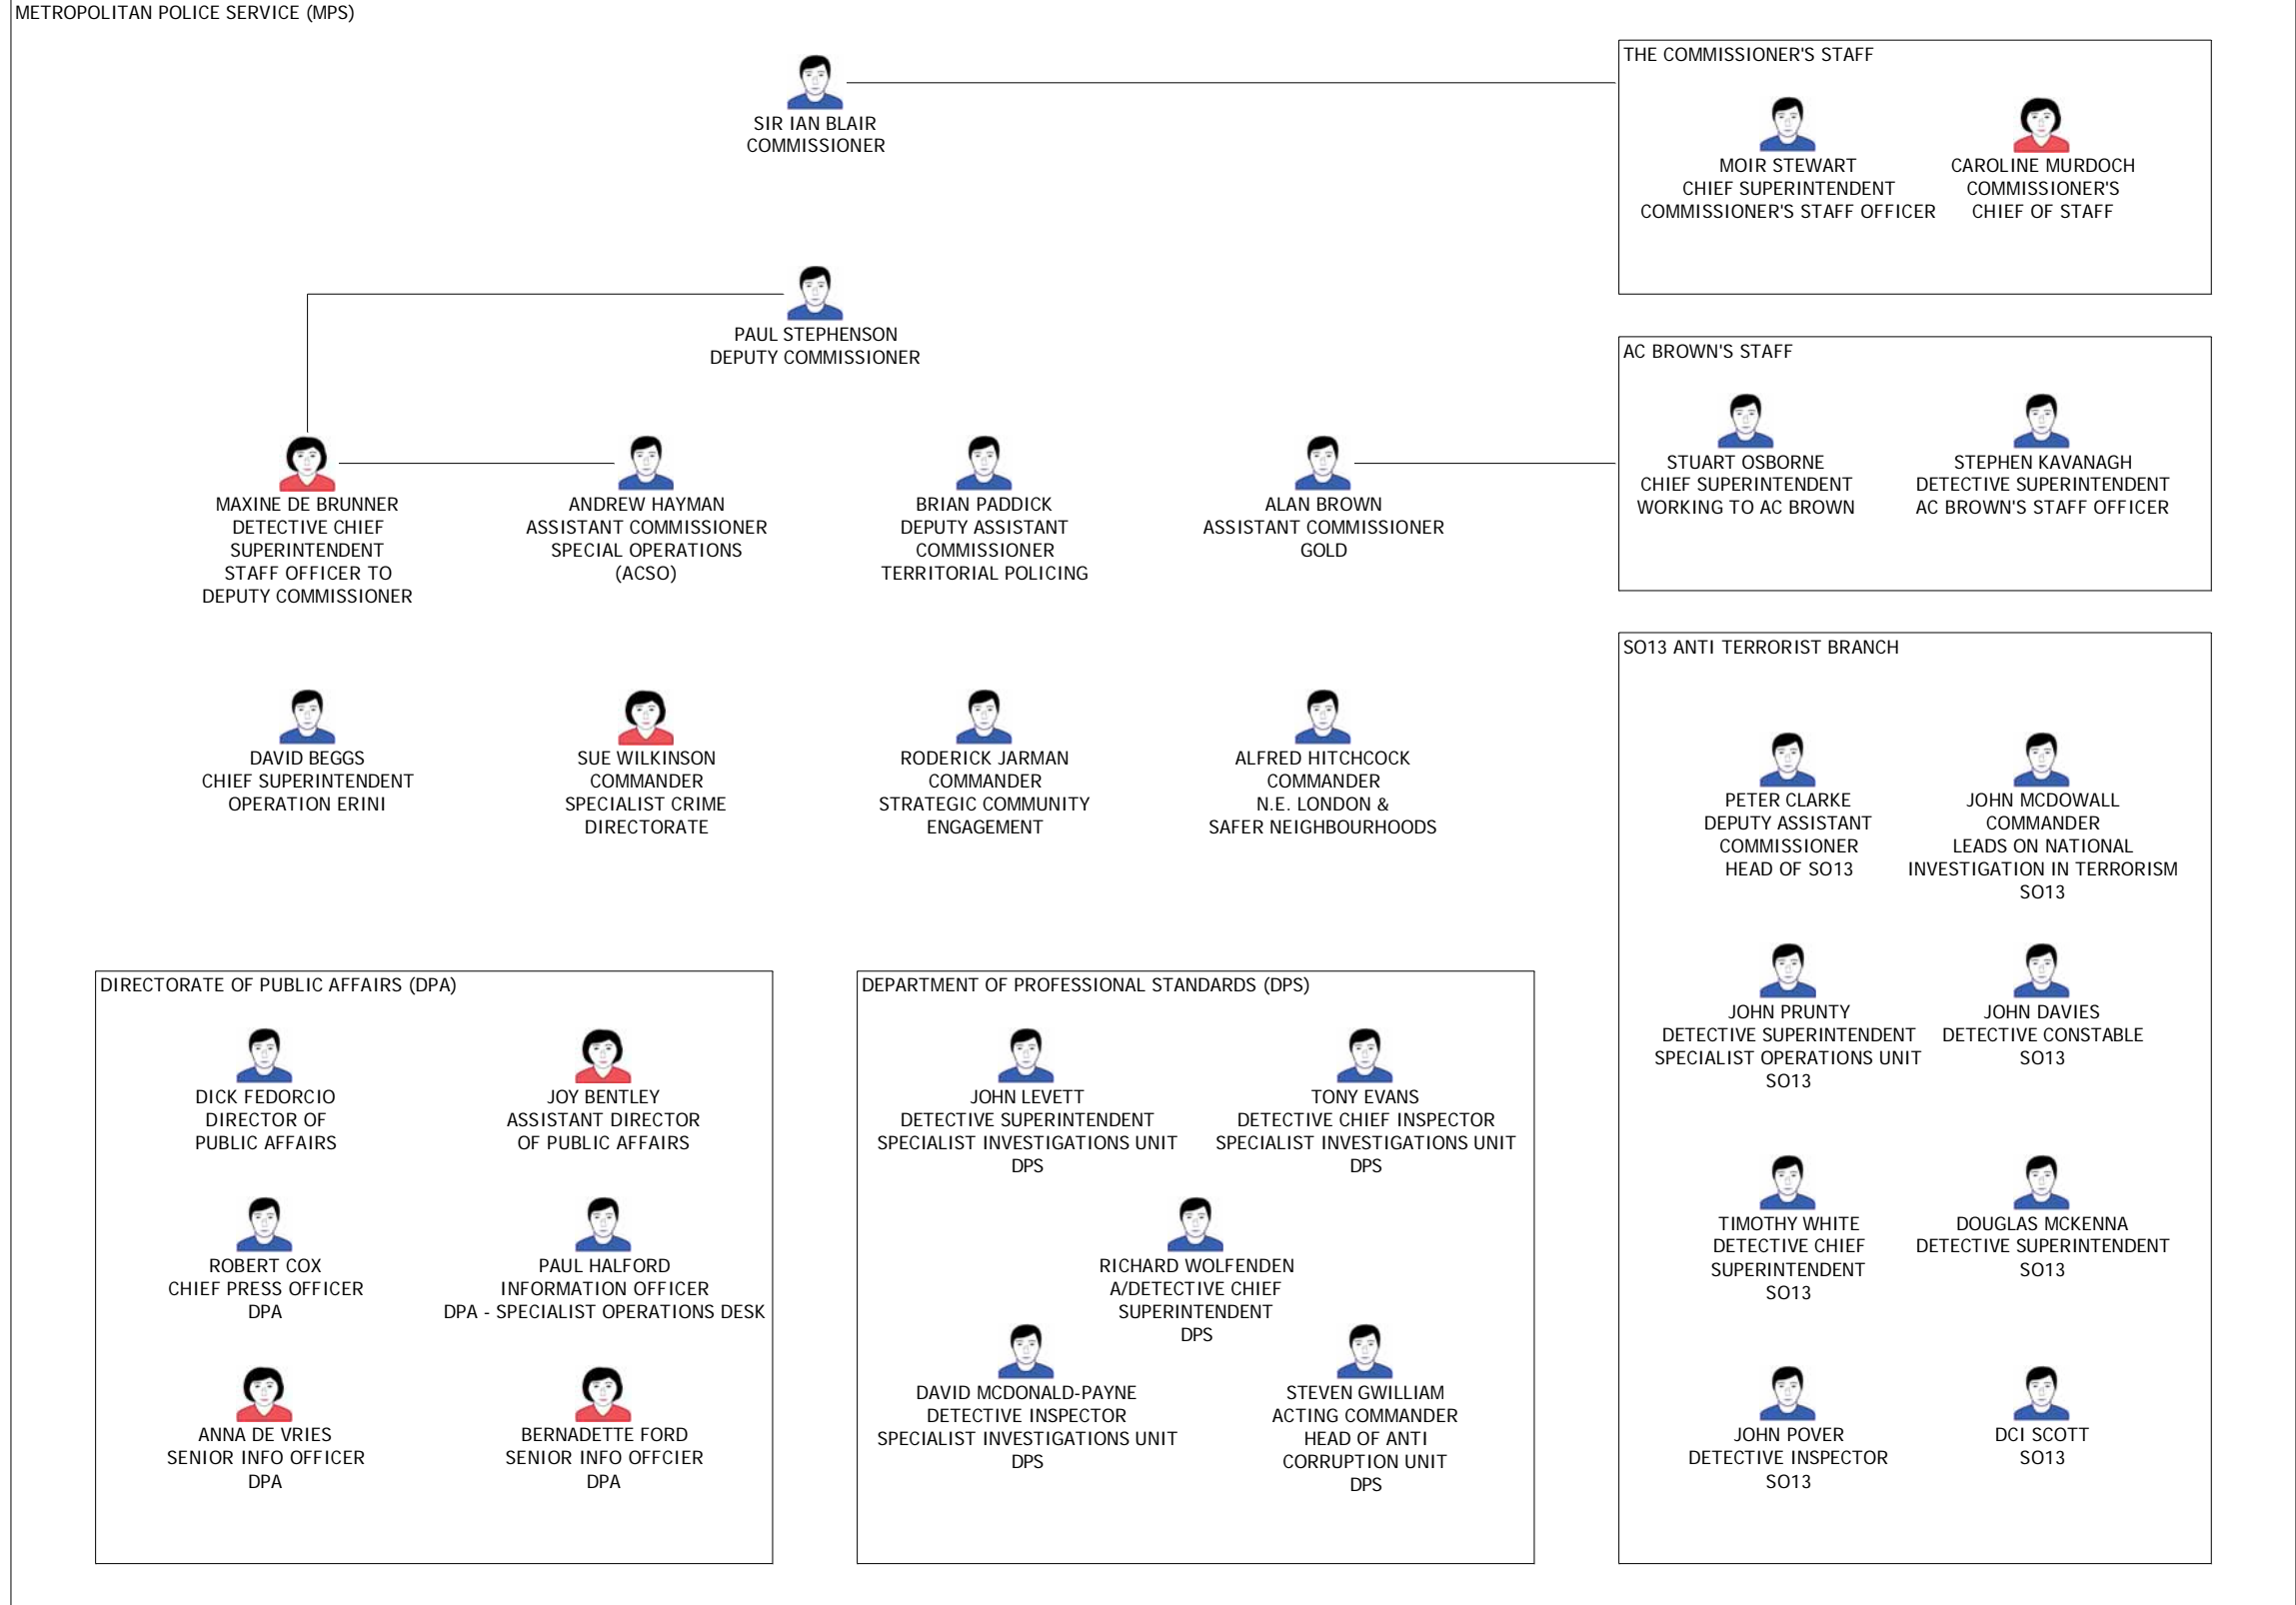 METROPOLITAN POLICE SERVICE (MPS)
SIR IAN BLAIR
COMMISSIONER
THE COMMISSIONER'S STAFF
MOIR STEWART
CHIEF SUPERINTENDENT
COMMISSIONER'S STAFF OFFICER
CAROLINE MURDOCH
COMMISSIONER'S
CHIEF OF STAFF
PAUL STEPHENSON
DEPUTY COMMISSIONER
AC BROWN'S STAFF
STUART OSBORNE
CHIEF SUPERINTENDENT
WORKING TO AC BROWN
STEPHEN KAVANAGH
DETECTIVE SUPERINTENDENT
AC BROWN'S STAFF OFFICER
MAXINE DE BRUNNER
DETECTIVE CHIEF
SUPERINTENDENT
STAFF OFFICER TO
DEPUTY COMMISSIONER
ANDREW HAYMAN
ASSISTANT COMMISSIONER
SPECIAL OPERATIONS
(ACSO)
BRIAN PADDICK
DEPUTY ASSISTANT
COMMISSIONER
TERRITORIAL POLICING
ALAN BROWN
ASSISTANT COMMISSIONER
GOLD
DAVID BEGGS
CHIEF SUPERINTENDENT
OPERATION ERINI
SUE WILKINSON
COMMANDER
SPECIALIST CRIME
DIRECTORATE
RODERICK JARMAN
COMMANDER
STRATEGIC COMMUNITY
ENGAGEMENT
ALFRED HITCHCOCK
COMMANDER
N.E. LONDON &
SAFER NEIGHBOURHOODS
SO13 ANTI TERRORIST BRANCH
PETER CLARKE
DEPUTY ASSISTANT
COMMISSIONER
HEAD OF SO13
JOHN MCDOWALL
COMMANDER
LEADS ON NATIONAL
INVESTIGATION IN TERRORISM
SO13
JOHN PRUNTY
DETECTIVE SUPERINTENDENT
SPECIALIST OPERATIONS UNIT
SO13
JOHN DAVIES
DETECTIVE CONSTABLE
SO13
TIMOTHY WHITE
DETECTIVE CHIEF
SUPERINTENDENT
SO13
DOUGLAS MCKENNA
DETECTIVE SUPERINTENDENT
SO13
JOHN POVER
DETECTIVE INSPECTOR
SO13
DCI SCOTT
SO13
DIRECTORATE OF PUBLIC AFFAIRS (DPA)
DICK FEDORCIO
DIRECTOR OF
PUBLIC AFFAIRS
JOY BENTLEY
ASSISTANT DIRECTOR
OF PUBLIC AFFAIRS
ROBERT COX
CHIEF PRESS OFFICER
DPA
PAUL HALFORD
INFORMATION OFFICER
DPA - SPECIALIST OPERATIONS DESK
ANNA DE VRIES
SENIOR INFO OFFICER
DPA
BERNADETTE FORD
SENIOR INFO OFFCIER
DPA
DEPARTMENT OF PROFESSIONAL STANDARDS (DPS)
JOHN LEVETT
DETECTIVE SUPERINTENDENT
SPECIALIST INVESTIGATIONS UNIT
DPS
TONY EVANS
DETECTIVE CHIEF INSPECTOR
SPECIALIST INVESTIGATIONS UNIT
DPS
RICHARD WOLFENDEN
A/DETECTIVE CHIEF
SUPERINTENDENT
DPS
DAVID MCDONALD-PAYNE
DETECTIVE INSPECTOR
SPECIALIST INVESTIGATIONS UNIT
DPS
STEVEN GWILLIAM
ACTING COMMANDER
HEAD OF ANTI
CORRUPTION UNIT
DPS